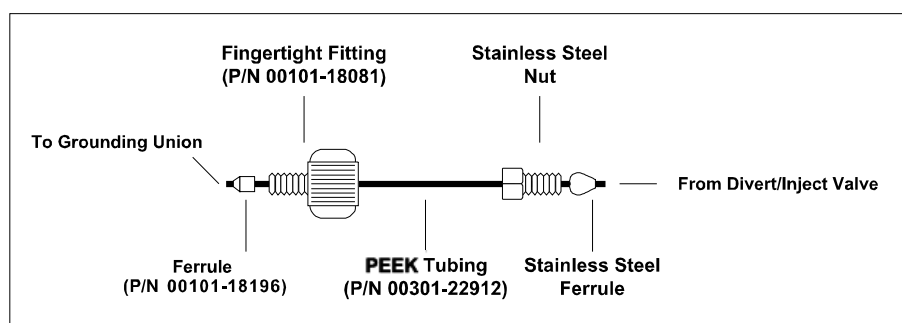 Fingertight Fitting
(P/N 00101-18081)
Stainless Steel
Nut
To Grounding Union
From Divert/Inject Valve
Ferrule
(P/N 00101-18196)
PEEK Tubing
(P/N 00301-22912)
Stainless Steel
Ferrule